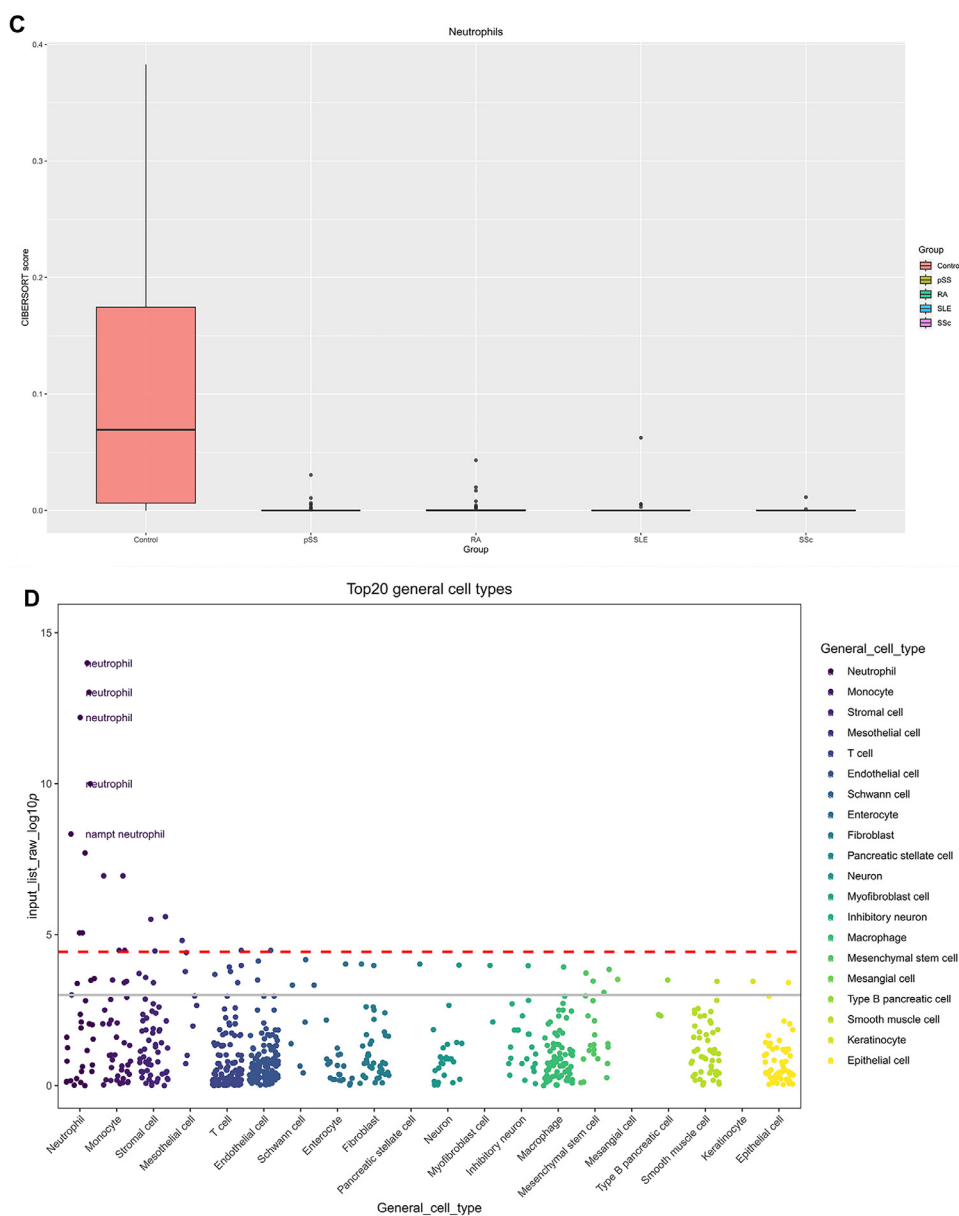 C
Neutrophils
0.4
0.3
0.2
0.1
0.0
CIBERSORT score
Control
pSS
RA
SLE
SSc
Group
Group
Control
pSS
RA
SLE
SSc
D
Top20 general cell types
15
10
5
0
input_list_raw_log10p
neutrophil
neutrophil
neutrophil
neutrophil
nampt neutrophil
Neutrophil
Monocyte
Stromal cell
Mesothelial cell
T cell
Endothelial cell
Schwann cell
Enterocyte
Fibroblast
Pancreatic stellate cell
Neuron
Myofibroblast cell
Inhibitory neuron
Macrophage
Mesenchymal stem cell
Mesangial cell
Type B pancreatic cell
Smooth muscle cell
Keratinocyte
Epithelial cell
General_cell_type
General_cell_type
Neutrophil
Monocyte
Stromal cell
Mesothelial cell
T cell
Endothelial cell
Schwann cell
Enterocyte
Fibroblast
Pancreatic stellate cell
Neuron
Myofibroblast cell
Inhibitory neuron
Macrophage
Mesenchymal stem cell
Mesangial cell
Type B pancreatic cell
Smooth muscle cell
Keratinocyte
Epithelial cell